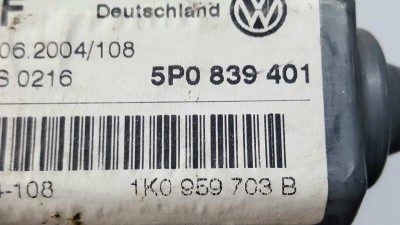 F Deutschland
06.2004/108
S 0216 5P0 839 401
-108 1K0 959 703 B